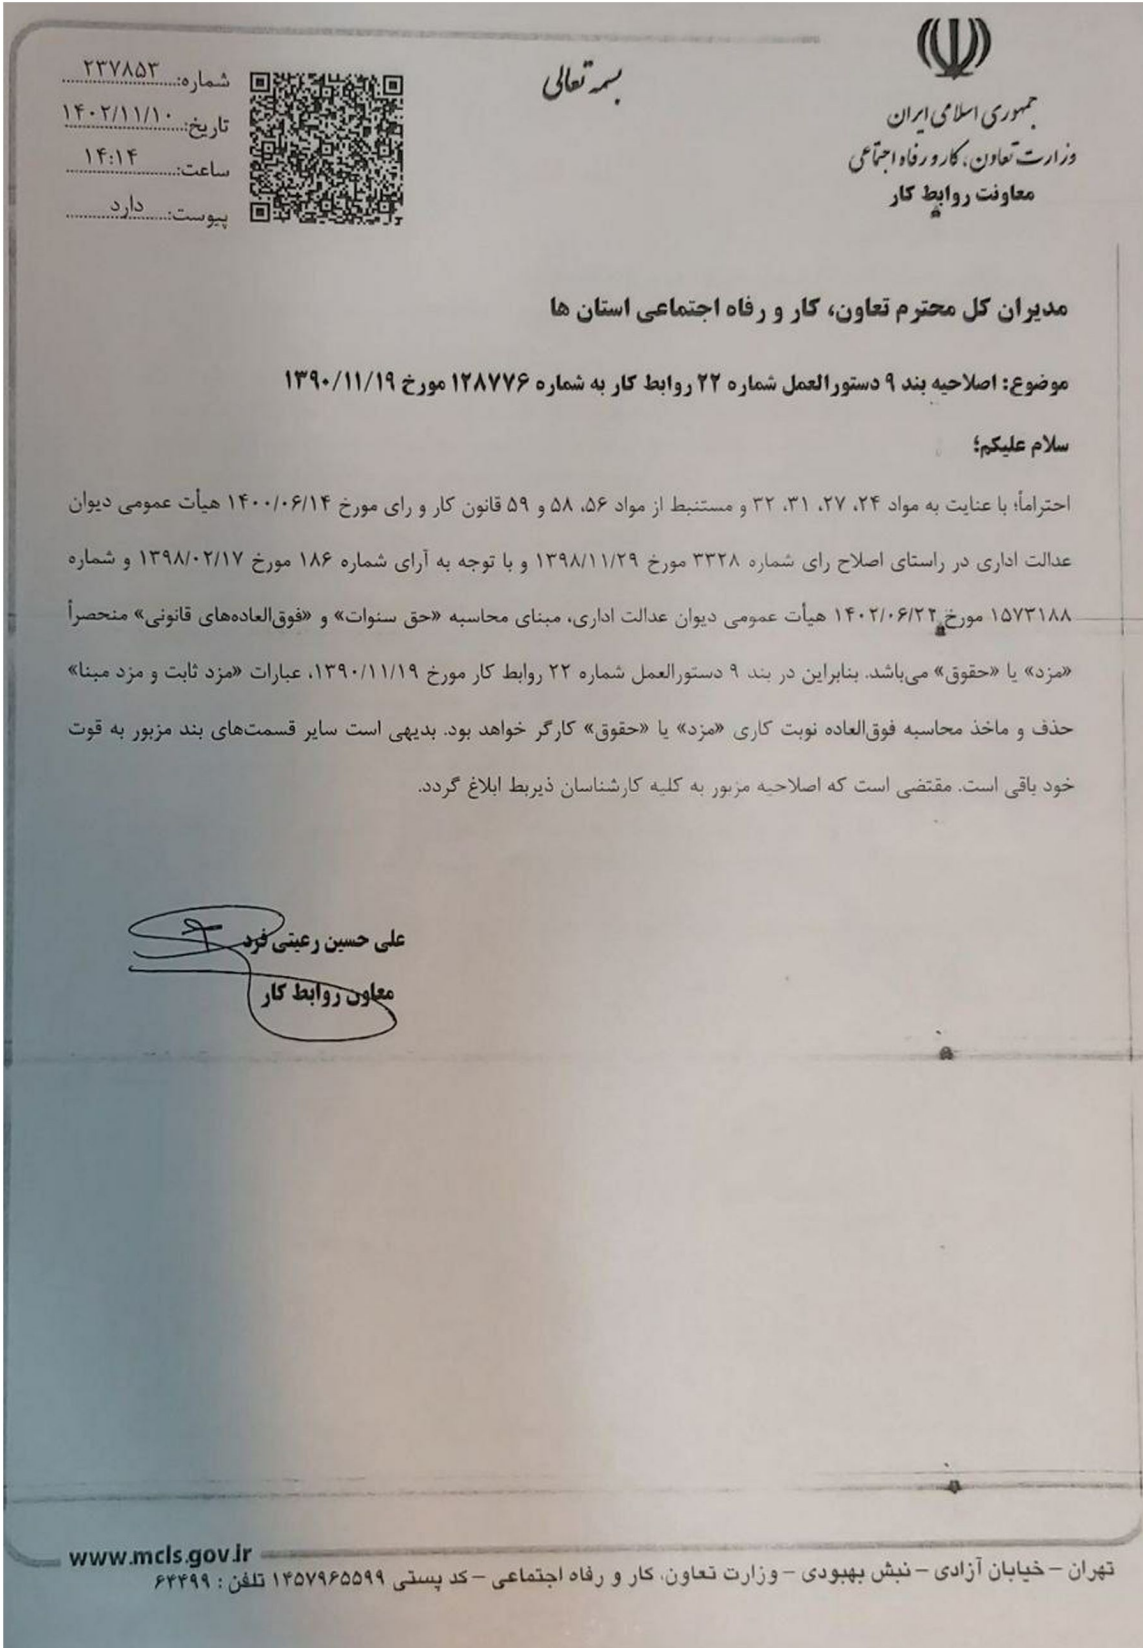 بسمه تعالی
جمهوری اسلامی ایران
وزارت تعاون، کار و رفاه اجتماعی
معاونت روابط کار
شماره: ۲۳۷۸۵۳
تاریخ: ۱۴۰۲/۱۱/۱۰
ساعت: ۱۴:۱۴
پیوست: دارد
مدیران کل محترم تعاون، کار و رفاه اجتماعی استان ها
موضوع: اصلاحیه بند ۹ دستورالعمل شماره ۲۲ روابط کار به شماره ۱۲۸۷۷۶ مورخ ۱۳۹۰/۱۱/۱۹
سلام علیکم؛
احتراماً؛ با عنایت به مواد ۲۴، ۲۷، ۳۱، ۳۲ و مستنبط از مواد ۵۶، ۵۸ و ۵۹ قانون کار و رای مورخ ۱۴۰۰/۰۶/۱۴ هیأت عمومی دیوان
عدالت اداری در راستای اصلاح رای شماره ۳۳۲۸ مورخ ۱۳۹۸/۱۱/۲۹ و با توجه به آرای شماره ۱۸۶ مورخ ۱۳۹۸/۰۲/۱۷ و شماره
۱۵۷۳۱۸۸ مورخ ۱۴۰۲/۰۶/۲۲ هیأت عمومی دیوان عدالت اداری، مبنای محاسبه «حق سنوات» و «فوق‌العاده‌های قانونی» منحصراً
«مزد» یا «حقوق» می‌باشد. بنابراین در بند ۹ دستورالعمل شماره ۲۲ روابط کار مورخ ۱۳۹۰/۱۱/۱۹، عبارات «مزد ثابت و مزد مبنا»
حذف و ماخذ محاسبه فوق‌العاده نوبت کاری «مزد» یا «حقوق» کارگر خواهد بود. بدیهی است سایر قسمت‌های بند مزبور به قوت
خود باقی است. مقتضی است که اصلاحیه مزبور به کلیه کارشناسان ذیربط ابلاغ گردد.
علی حسین رعیتی فرد
معاون روابط کار
www.mcls.gov.ir
تهران – خیابان آزادی – نبش بهبودی – وزارت تعاون، کار و رفاه اجتماعی – کد پستی ۱۴۵۷۹۶۵۵۹۹ تلفن : ۶۴۴۹۹